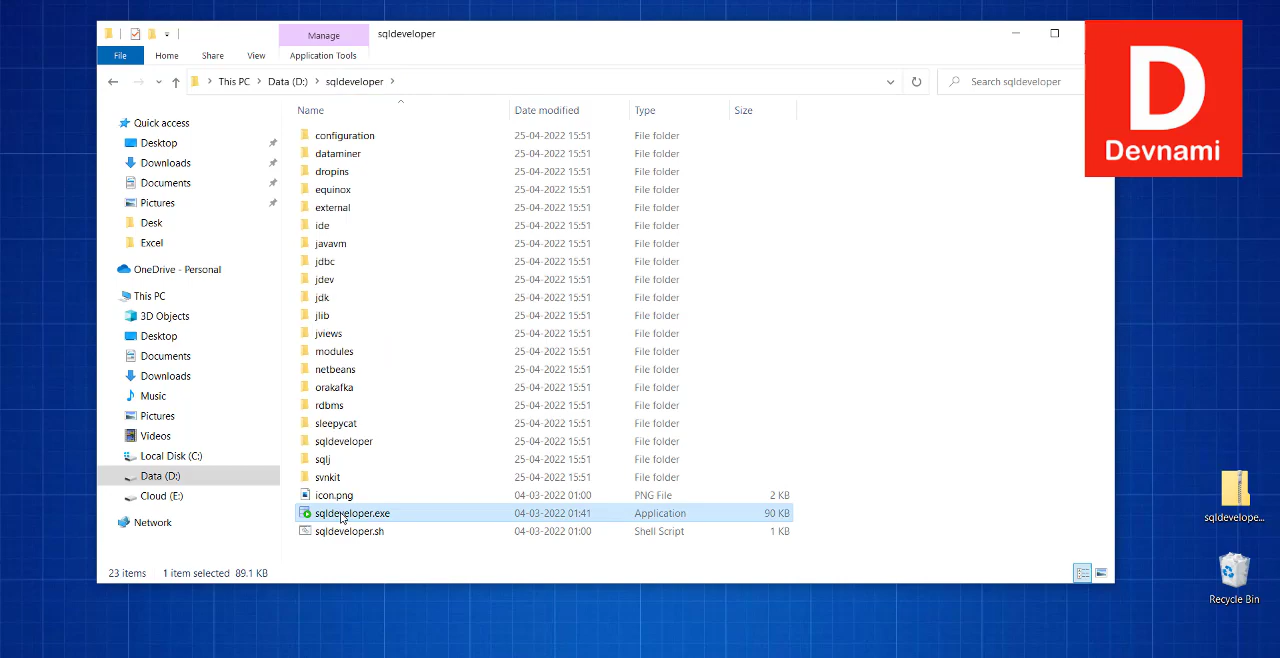 Manage
sqldeveloper
File
Home
Share
View
Application Tools
This PC
Data (D:)
sqldeveloper
Search sqldeveloper
D
Devnami
Quick access
Desktop
Downloads
Documents
Pictures
Desk
Excel
OneDrive - Personal
This PC
3D Objects
Desktop
Documents
Downloads
Music
Pictures
Videos
Local Disk (C:)
Data (D:)
Cloud (E:)
Network
Name Date modified Type Size
configuration 25-04-2022 15:51 File folder
dataminer 25-04-2022 15:51 File folder
dropins 25-04-2022 15:51 File folder
equinox 25-04-2022 15:51 File folder
external 25-04-2022 15:51 File folder
ide 25-04-2022 15:51 File folder
javavm 25-04-2022 15:51 File folder
jdbc 25-04-2022 15:51 File folder
jdev 25-04-2022 15:51 File folder
jdk 25-04-2022 15:51 File folder
jlib 25-04-2022 15:51 File folder
jviews 25-04-2022 15:51 File folder
modules 25-04-2022 15:51 File folder
netbeans 25-04-2022 15:51 File folder
orakafka 25-04-2022 15:51 File folder
rdbms 25-04-2022 15:51 File folder
sleepycat 25-04-2022 15:51 File folder
sqldeveloper 25-04-2022 15:51 File folder
sqlj 25-04-2022 15:51 File folder
svnkit 25-04-2022 15:51 File folder
icon.png 04-03-2022 01:00 PNG File 2 KB
sqldeveloper.exe 04-03-2022 01:41 Application 90 KB
sqldeveloper.sh 04-03-2022 01:00 Shell Script 1 KB
23 items 1 item selected 89.1 KB
sqldevelope...
Recycle Bin